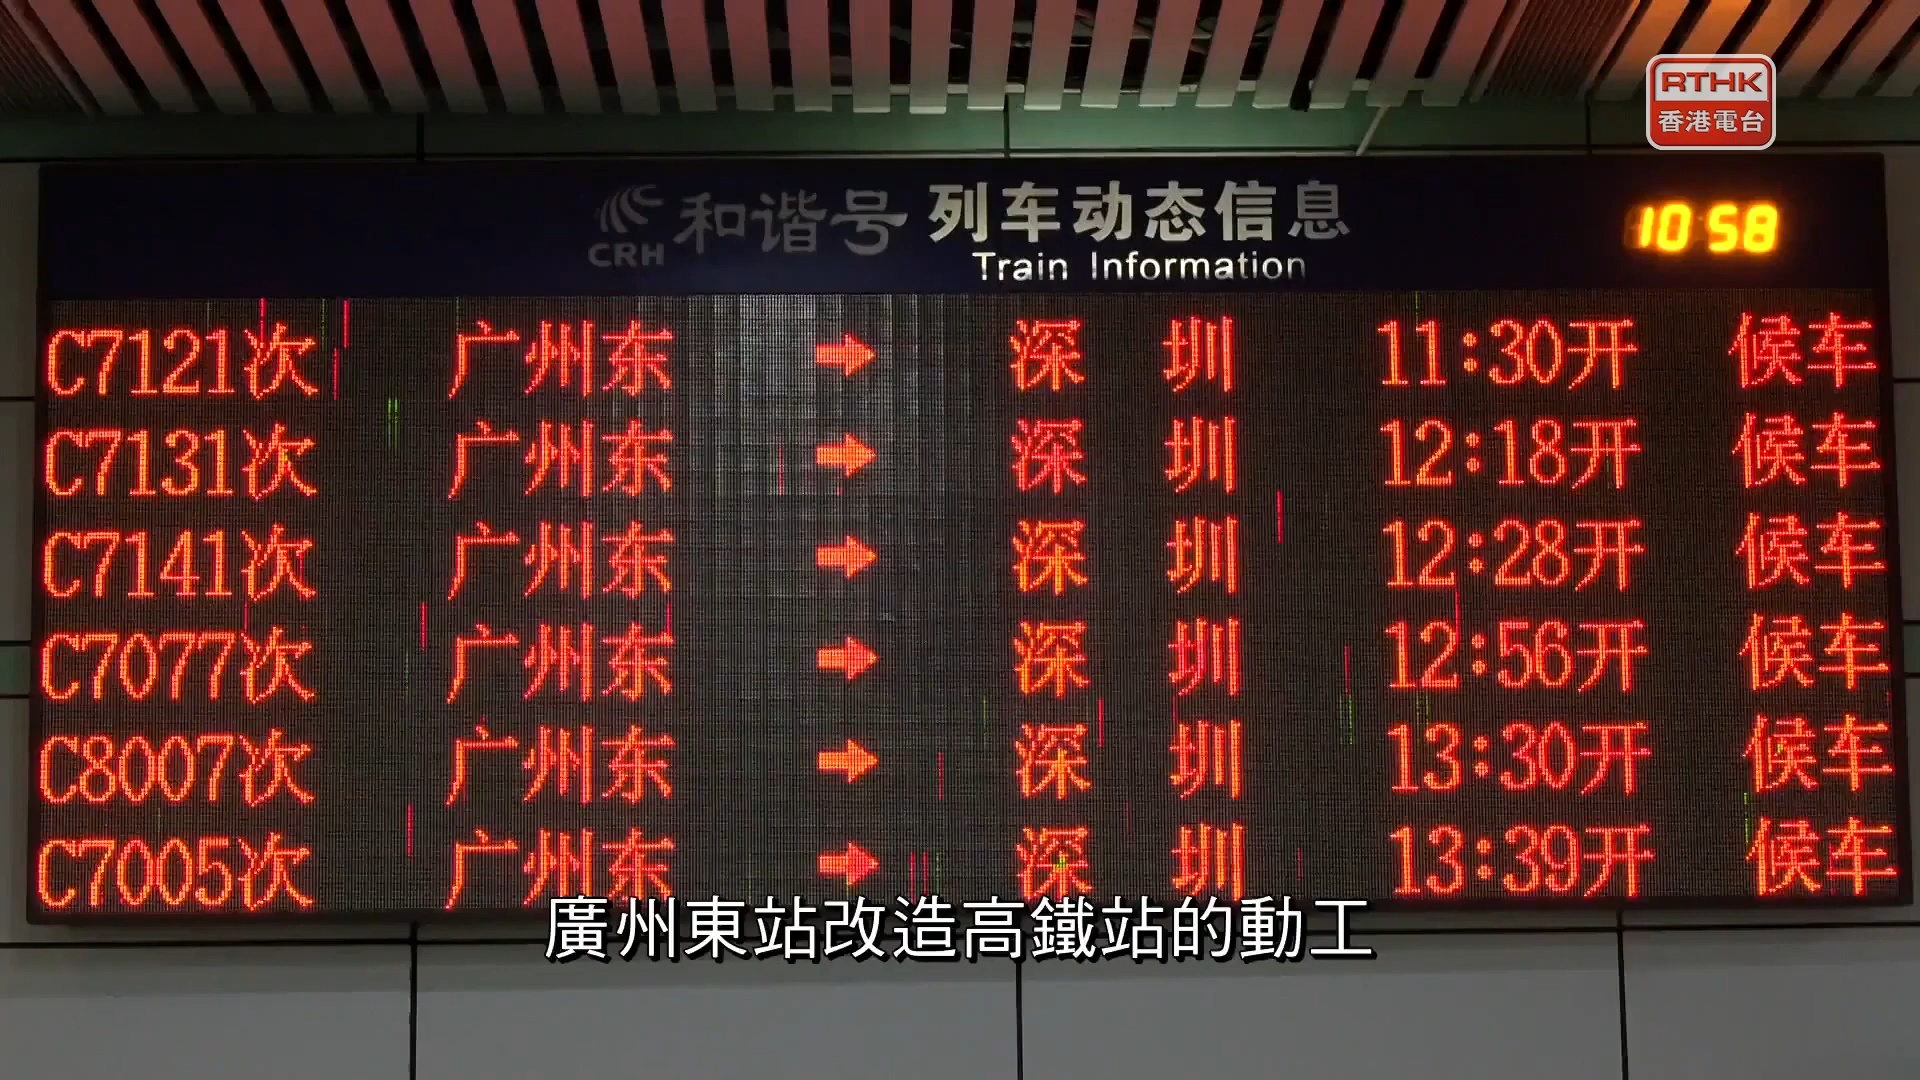 RTHK
香港電台
CRH 和谐号 列车动态信息 10:58
Train Information
C7121次 广州东 → 深圳 11:30开 候车
C7131次 广州东 → 深圳 12:18开 候车
C7141次 广州东 → 深圳 12:28开 候车
C7077次 广州东 → 深圳 12:56开 候车
C8007次 广州东 → 深圳 13:30开 候车
C7005次 广州东 → 深圳 13:39开 候车
廣州東站改造高鐵站的動工